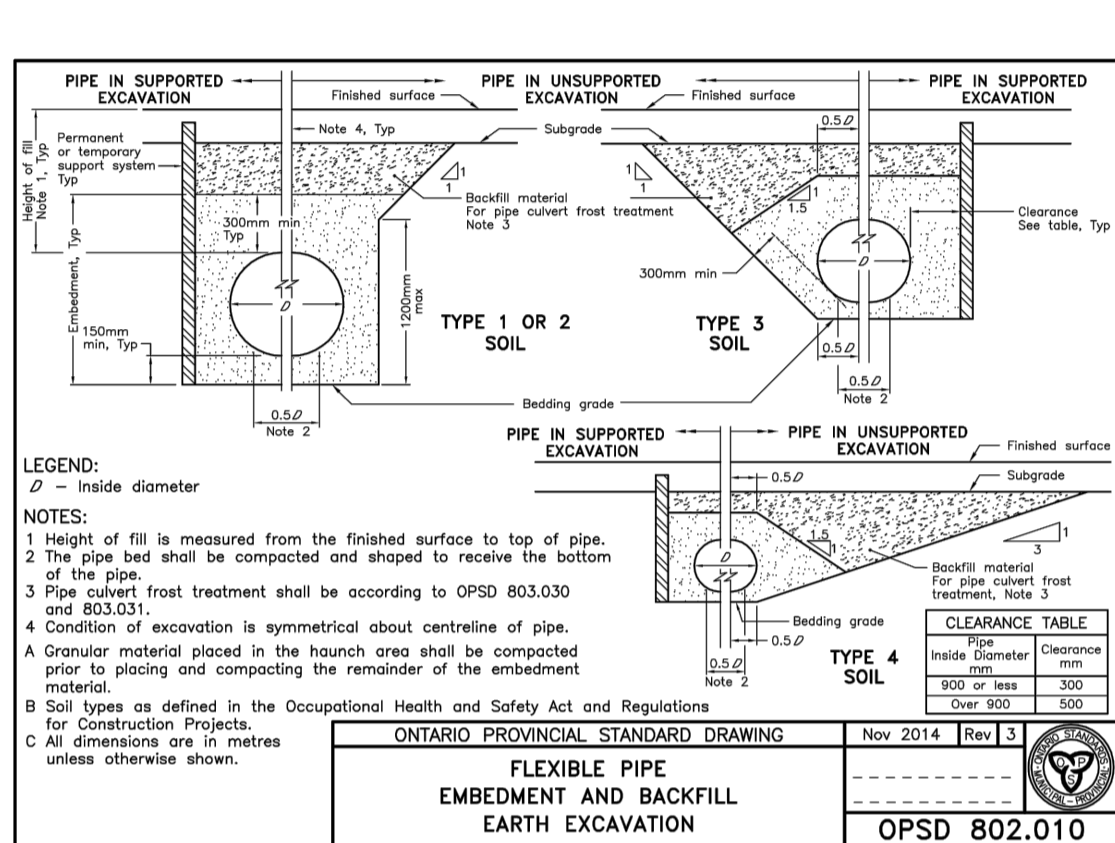 PIPE IN SUPPORTED
EXCAVATION
PIPE IN UNSUPPORTED
EXCAVATION
PIPE IN SUPPORTED
EXCAVATION
Finished surface
Finished surface
Note 4, Typ
Subgrade
0.5D
Permanent
or temporary
support system
Typ
Height of fill
Note 1, Typ
Embedment, Typ
300mm min
Typ
1
1
Backfill material
For pipe culvert frost treatment
Note 3
1
1
1
1.5
Clearance
See table, Typ
300mm min
D
D
1200mm
max
150mm
min, Typ
TYPE 1 OR 2
SOIL
TYPE 3
SOIL
0.5D
0.5D
Note 2
0.5D
Note 2
Bedding grade
PIPE IN SUPPORTED
EXCAVATION
PIPE IN UNSUPPORTED
EXCAVATION
Finished surface
Subgrade
0.5D
1.5
1
1
3
D
Backfill material
For pipe culvert frost
treatment, Note 3
Bedding grade
0.5D
0.5D
Note 2
TYPE 4
SOIL
LEGEND:
D – Inside diameter
NOTES:
1 Height of fill is measured from the finished surface to top of pipe.
2 The pipe bed shall be compacted and shaped to receive the bottom
of the pipe.
3 Pipe culvert frost treatment shall be according to OPSD 803.030
and 803.031.
4 Condition of excavation is symmetrical about centreline of pipe.
A Granular material placed in the haunch area shall be compacted
prior to placing and compacting the remainder of the embedment
material.
B Soil types as defined in the Occupational Health and Safety Act and Regulations
for Construction Projects.
C All dimensions are in metres
unless otherwise shown.
CLEARANCE TABLE
Pipe
Inside Diameter
mm
Clearance
mm
900 or less 300
Over 900 500
ONTARIO PROVINCIAL STANDARD DRAWING
Nov 2014 Rev 3
FLEXIBLE PIPE
EMBEDMENT AND BACKFILL
EARTH EXCAVATION
ONTARIO STANDARDS
MUNICIPAL – PROVINCIAL
O P S
OPSD 802.010